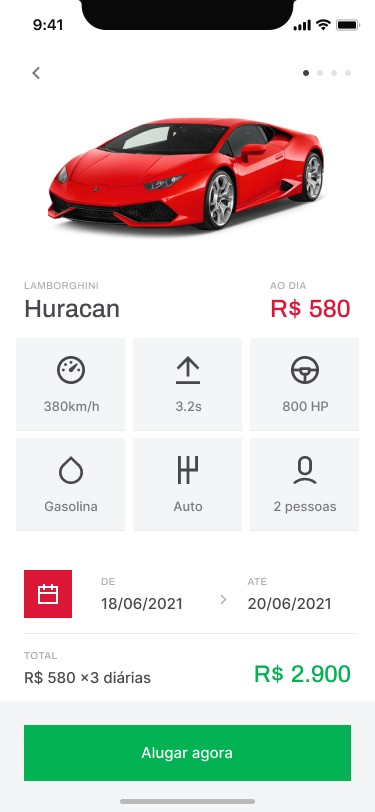 9:41
LAMBORGHINI
Huracan
AO DIA
R$ 580
380km/h
3.2s
800 HP
Gasolina
Auto
2 pessoas
DE
18/06/2021
ATÉ
20/06/2021
TOTAL
R$ 580 ×3 diárias
R$ 2.900
Alugar agora